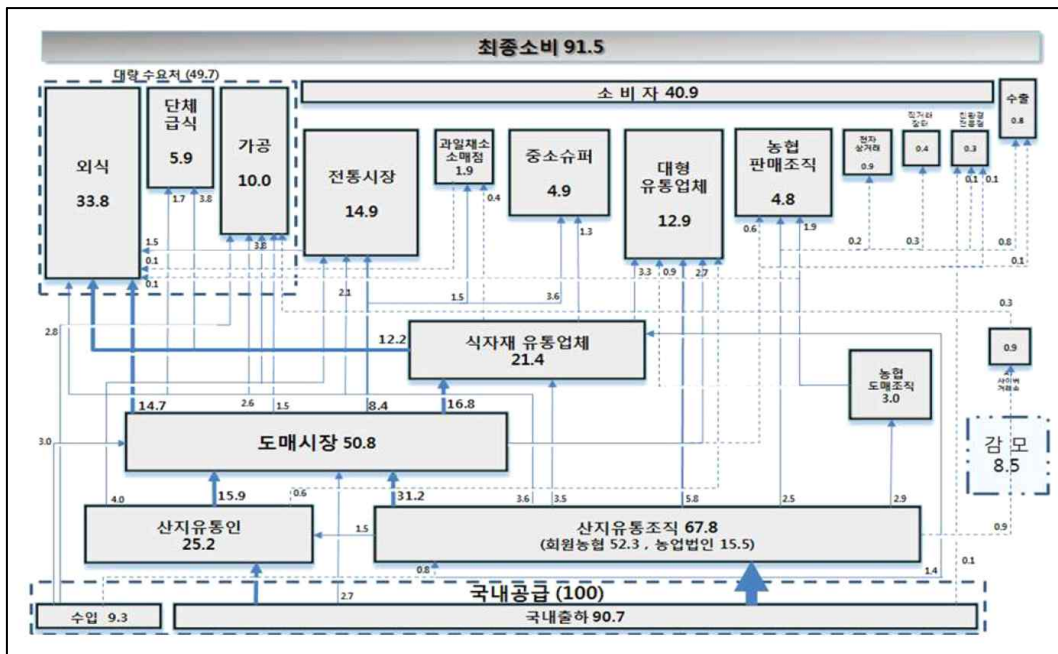 최종소비 91.5
대량 수요처 (49.7)
소 비 자 40.9
수출
0.8
외식
33.8
단체
급식
5.9
가공
10.0
전통시장
14.9
과일채소
소매점
1.9
중소슈퍼
4.9
대형
유통업체
12.9
농협
판매조직
4.8
전자
상거래
0.9
직거래
장터
0.4
친환경
전문점
0.3
1.7
3.8
0.4
0.1
0.1
1.5
0.1
0.1
3.8
1.3
0.6
1.9
0.2
0.3
0.8
0.1
3.3
0.9
2.7
2.1
1.5
3.6
0.3
2.8
12.2
식자재 유통업체
21.4
0.9
사이버
거래소
농협
도매조직
3.0
14.7
2.6
1.5
8.4
16.8
3.0
도매시장 50.8
감 모
8.5
4.0
15.9
0.6
31.2
3.6
3.5
5.8
2.5
2.9
산지유통인
25.2
1.5
산지유통조직 67.8
(회원농협 52.3 , 농업법인 15.5)
0.9
0.8
1.4
0.1
2.7
국내공급 (100)
수입 9.3
국내출하 90.7